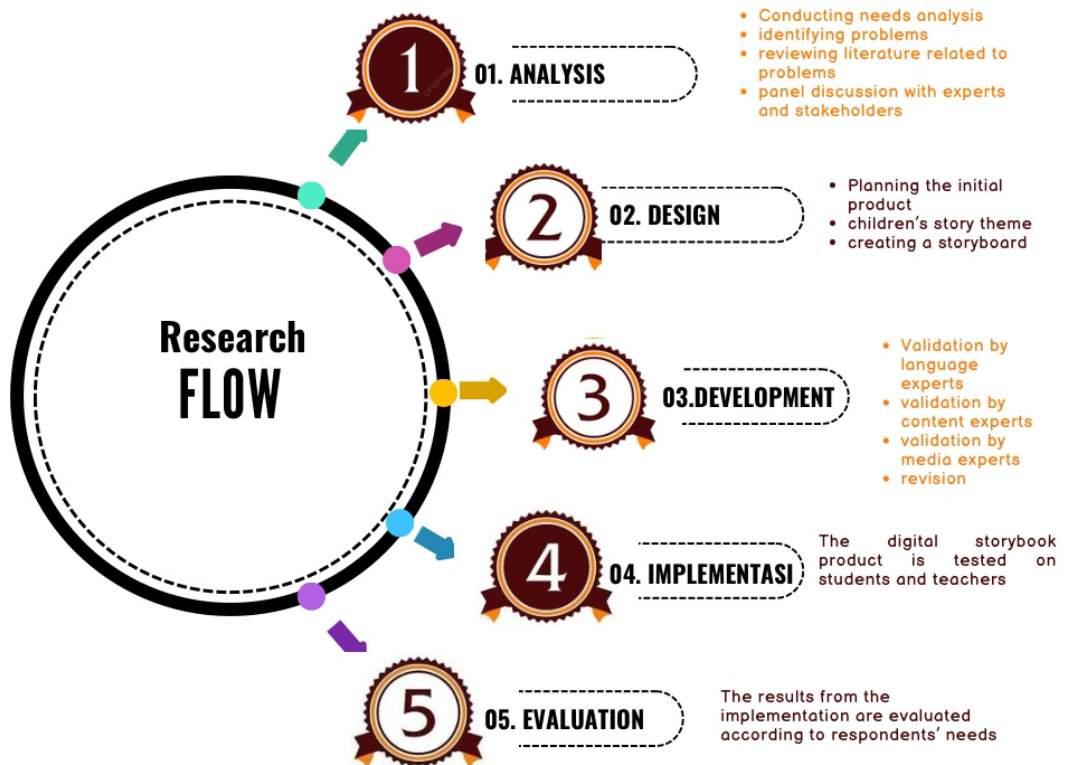 1
01. ANALYSIS
• Conducting needs analysis
• identifying problems
• reviewing literature related to
problems
• panel discussion with experts
and stakeholders
2
02. DESIGN
• Planning the initial
product
• children's story theme
• creating a storyboard
Research
FLOW
3
03.DEVELOPMENT
• Validation by
language
experts
• validation by
content experts
• validation by
media experts
• revision
4
04. IMPLEMENTASI
The digital storybook
product is tested on
students and teachers
5
05. EVALUATION
The results from the
implementation are evaluated
according to respondents' needs